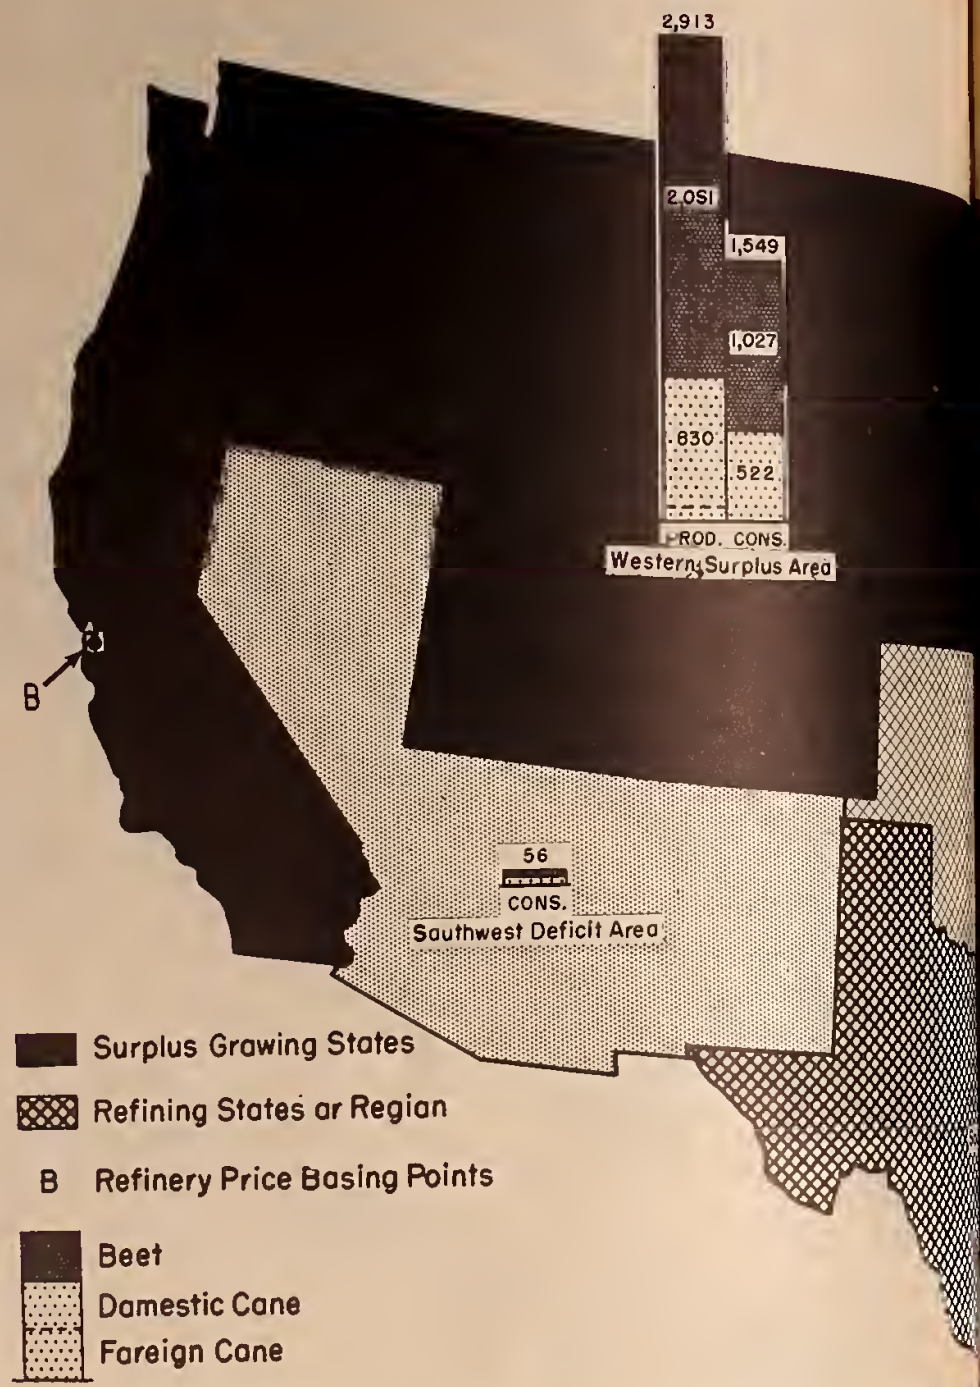 2,913
2,051
1,549
1,027
830
522
PROD. CONS.
Western Surplus Area
B
56
CONS.
Southwest Deficit Area
Surplus Growing States
Refining States or Region
B Refinery Price Basing Points
Beet
Domestic Cane
Foreign Cane